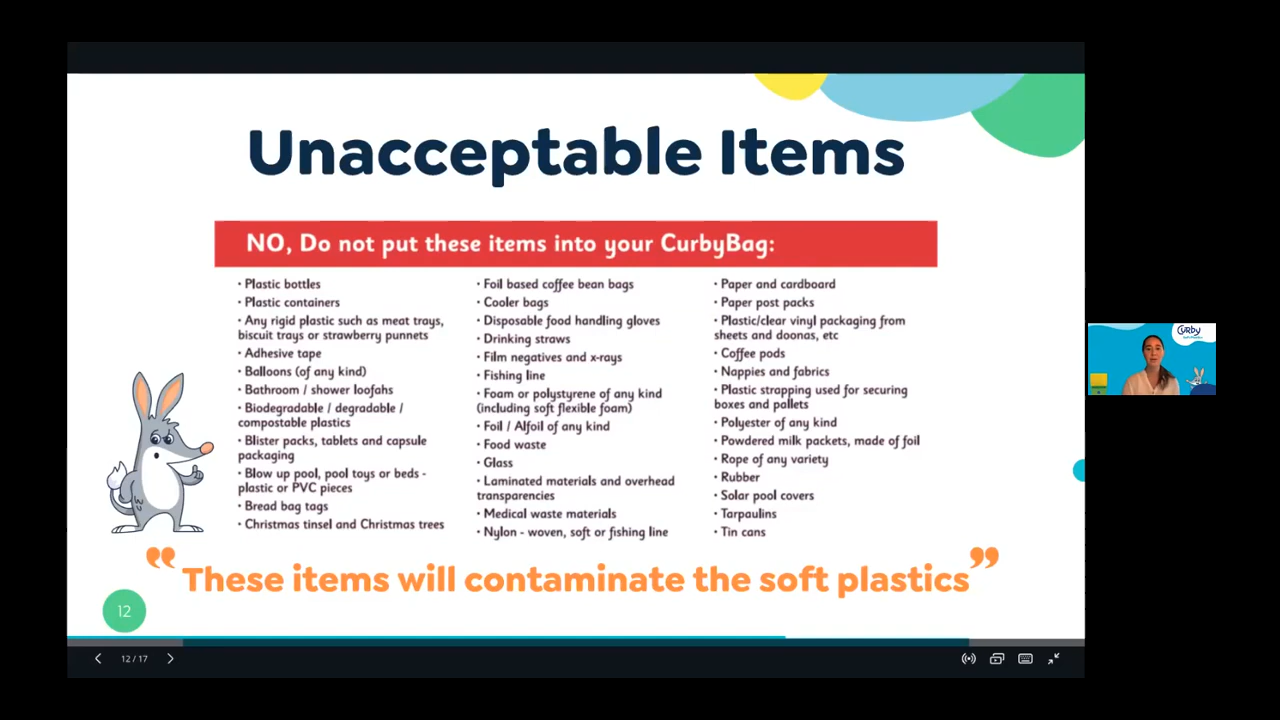 Unacceptable Items
NO, Do not put these items into your CurbyBag:
• Plastic bottles
• Plastic containers
• Any rigid plastic such as meat trays,
biscuit trays or strawberry punnets
• Adhesive tape
• Balloons (of any kind)
• Bathroom / shower loofahs
• Biodegradable / degradable /
compostable plastics
• Blister packs, tablets and capsule
packaging
• Blow up pool, pool toys or beds -
plastic or PVC pieces
• Bread bag tags
• Christmas tinsel and Christmas trees
• Foil based coffee bean bags
• Cooler bags
• Disposable food handling gloves
• Drinking straws
• Film negatives and x-rays
• Fishing line
• Foam or polystyrene of any kind
(including soft flexible foam)
• Foil / Alfoil of any kind
• Food waste
• Glass
• Laminated materials and overhead
transparencies
• Medical waste materials
• Nylon - woven, soft or fishing line
• Paper and cardboard
• Paper post packs
• Plastic/clear vinyl packaging from
sheets and doonas, etc
• Coffee pods
• Nappies and fabrics
• Plastic strapping used for securing
boxes and pallets
• Polyester of any kind
• Powdered milk packets, made of foil
• Rope of any variety
• Rubber
• Solar pool covers
• Tarpaulins
• Tin cans
“These items will contaminate the soft plastics”
12
12 / 17
Curby